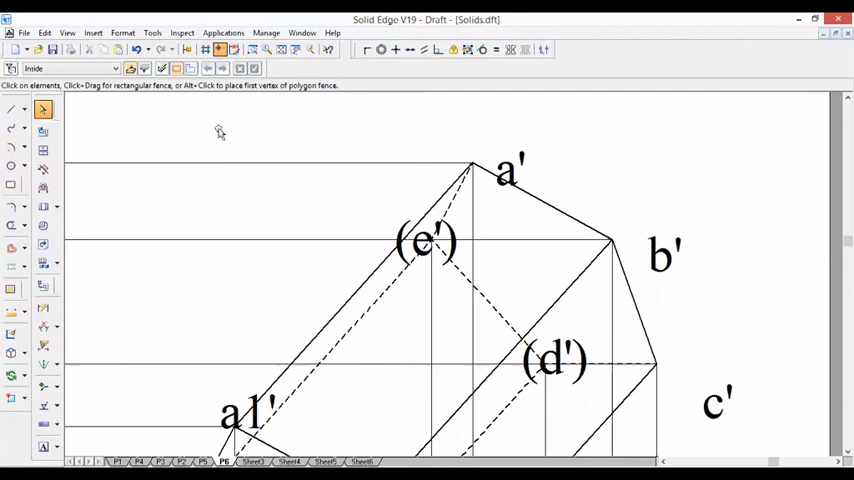 Solid Edge V19 - Draft - [Solids.dft]
File Edit View Insert Format Tools Inspect Applications Manage Window Help
Inside
Click on elements, Click+Drag for rectangular fence, or Alt+Click to place first vertex of polygon fence.
a'
(e')
b'
(d')
c'
a1'
P1 P4 P3 P2 P5 P6 Sheet3 Sheet4 Sheet5 Sheet6